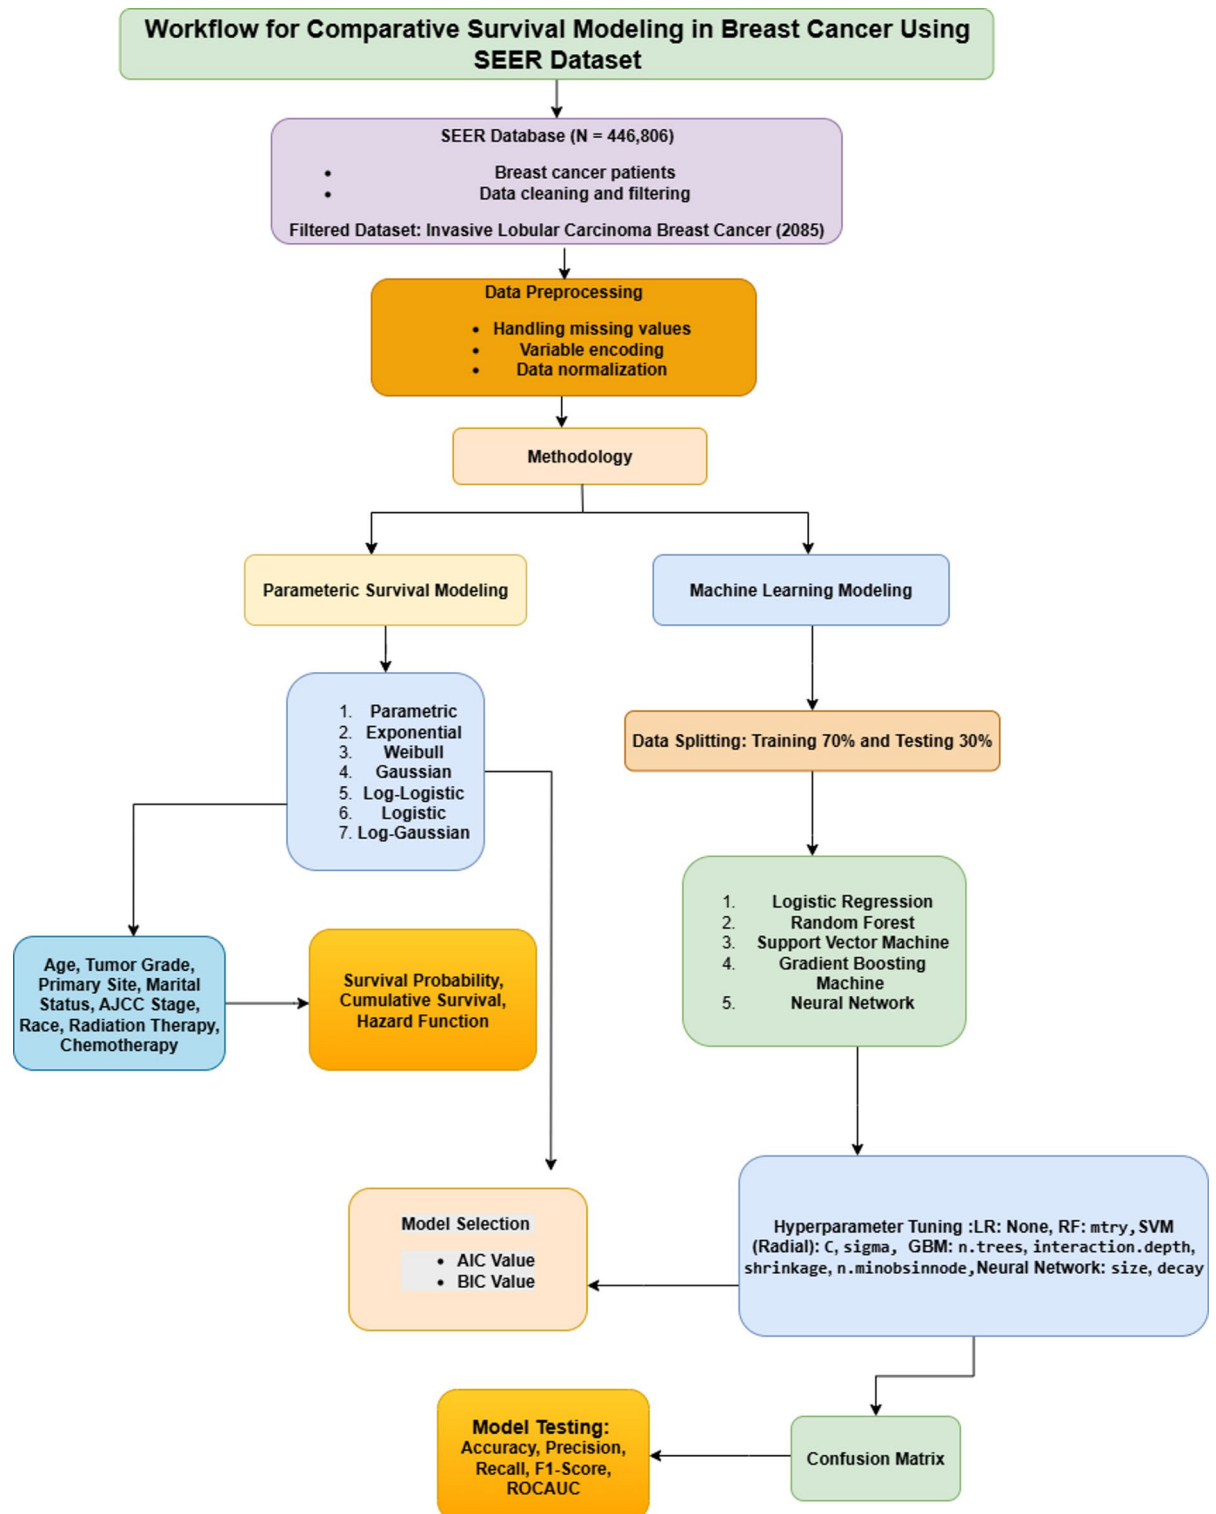 Workflow for Comparative Survival Modeling in Breast Cancer Using
SEER Dataset
SEER Database (N = 446,806)
• Breast cancer patients
• Data cleaning and filtering
Filtered Dataset: Invasive Lobular Carcinoma Breast Cancer (2085)
Data Preprocessing
• Handling missing values
• Variable encoding
• Data normalization
Methodology
Parameteric Survival Modeling
Machine Learning Modeling
1. Parametric
2. Exponential
3. Weibull
4. Gaussian
5. Log-Logistic
6. Logistic
7. Log-Gaussian
Data Splitting: Training 70% and Testing 30%
1. Logistic Regression
2. Random Forest
3. Support Vector Machine
4. Gradient Boosting
Machine
5. Neural Network
Age, Tumor Grade,
Primary Site, Marital
Status, AJCC Stage,
Race, Radiation Therapy,
Chemotherapy
Survival Probability,
Cumulative Survival,
Hazard Function
Model Selection
• AIC Value
• BIC Value
Hyperparameter Tuning :LR: None, RF: mtry, SVM
(Radial): C, sigma, GBM: n.trees, interaction.depth,
shrinkage, n.minobsinnode, Neural Network: size, decay
Model Testing:
Accuracy, Precision,
Recall, F1-Score,
ROCAUC
Confusion Matrix